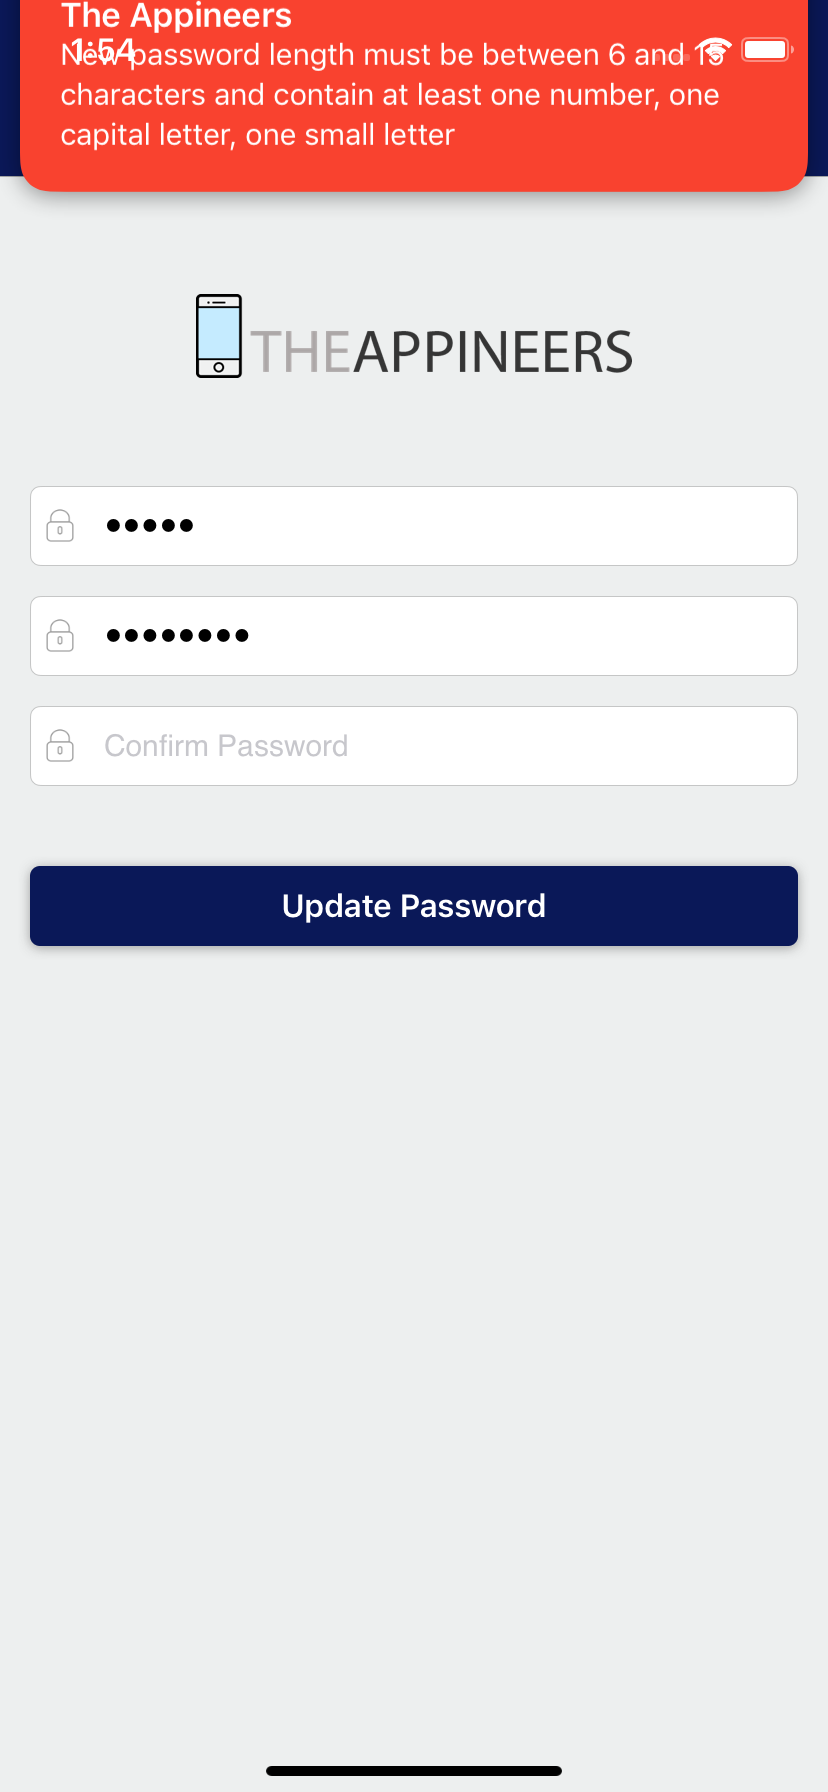 The Appineers
1:54
New password length must be between 6 and 15
characters and contain at least one number, one
capital letter, one small letter
THEAPPINEERS
Confirm Password
Update Password